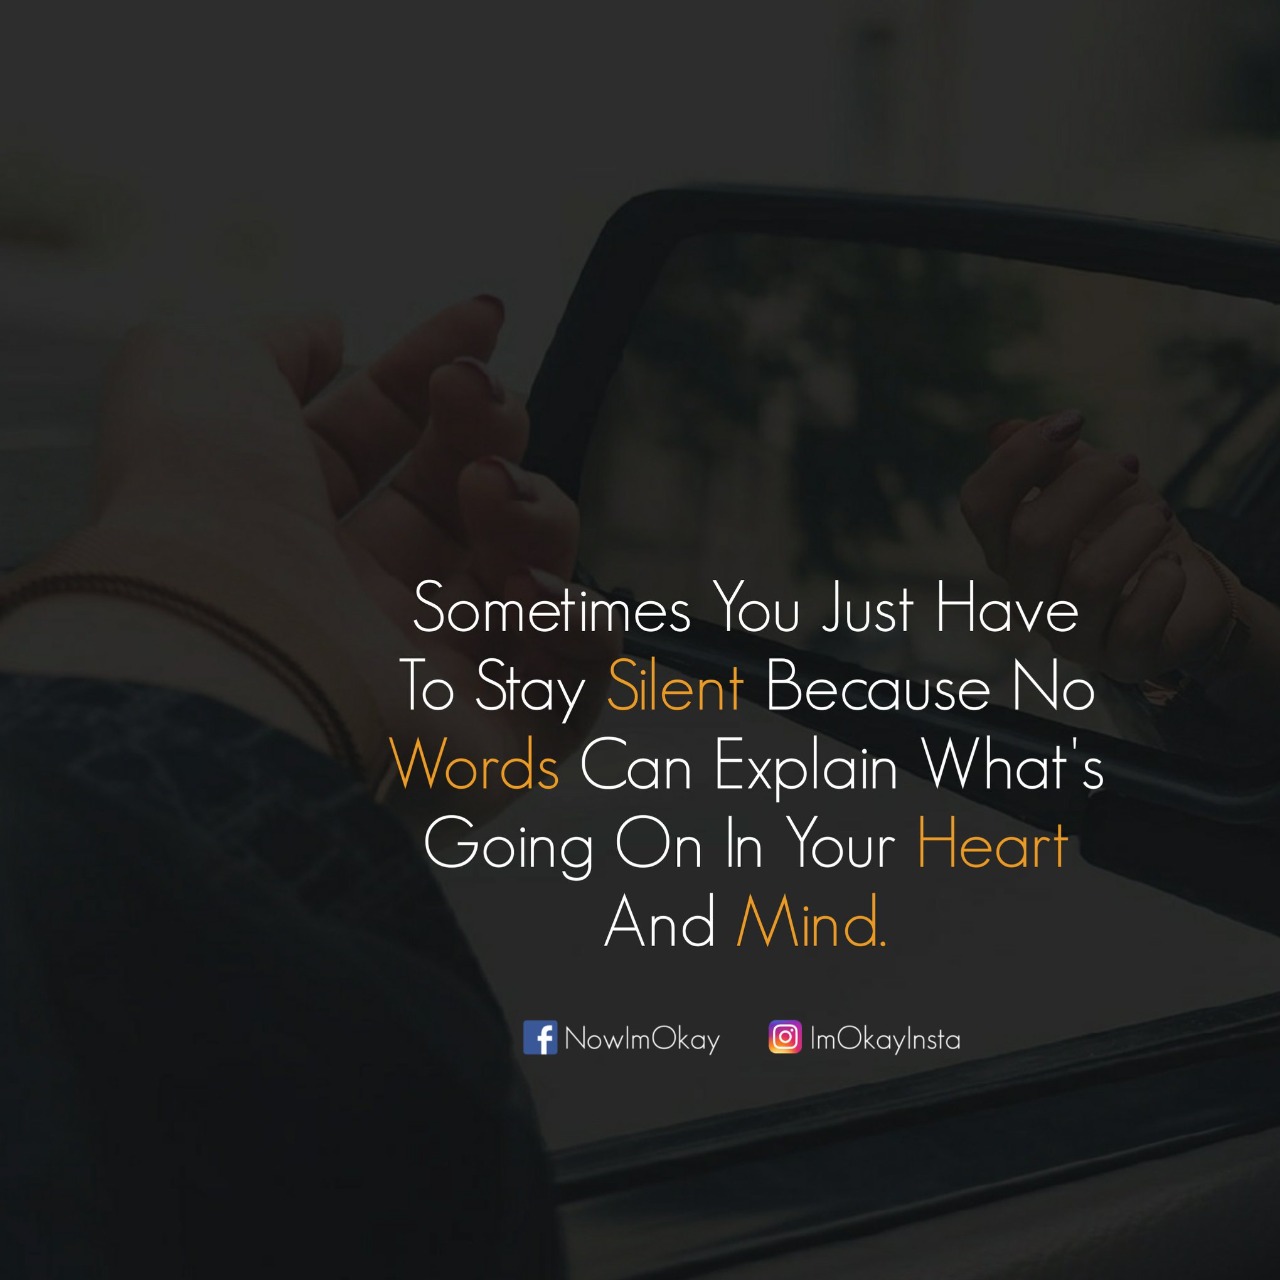 Sometimes You Just Have
To Stay Silent Because No
Words Can Explain What's
Going On In Your Heart
And Mind.
NowImOkay ImOkayInsta